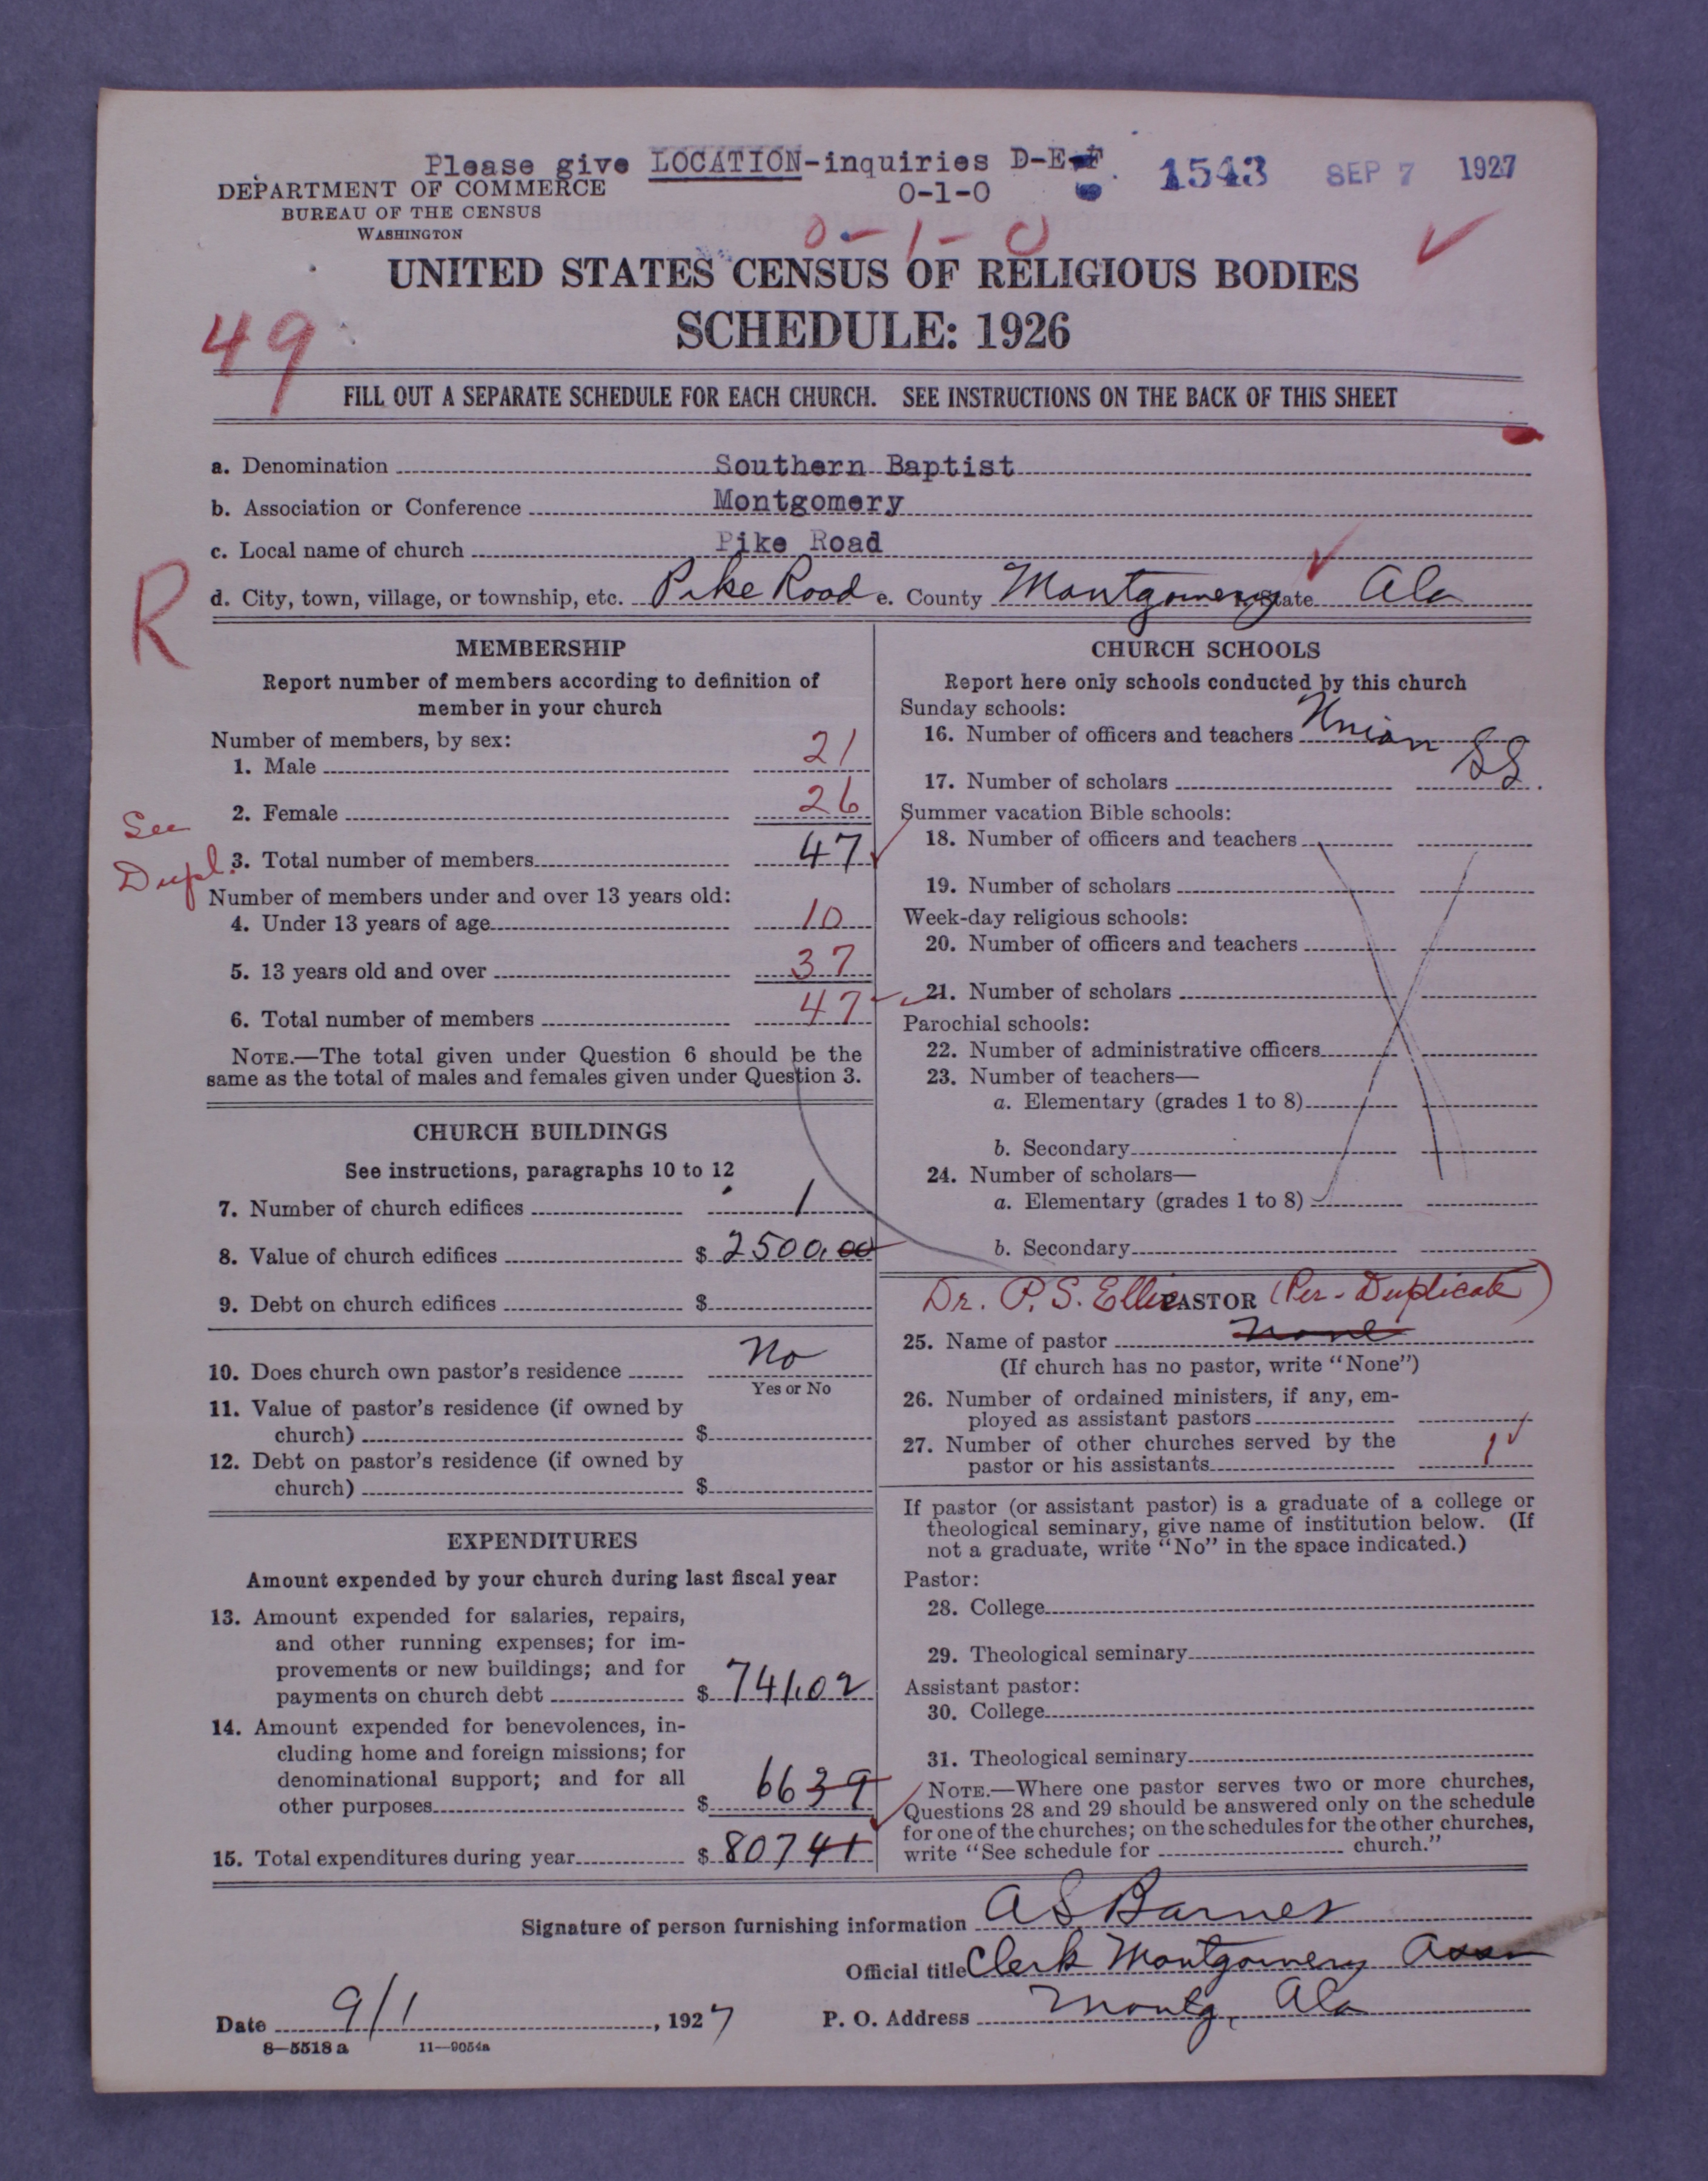 Please give LOCATION-inquiries D-E-F. 1543 SEP 7 1927
DEPARTMENT OF COMMERCE 0-1-0
BUREAU OF THE CENSUS
WASHINGTON
0-1-0
UNITED STATES CENSUS OF RELIGIOUS BODIES
SCHEDULE: 1926
49
FILL OUT A SEPARATE SCHEDULE FOR EACH CHURCH. SEE INSTRUCTIONS ON THE BACK OF THIS SHEET
a. Denomination Southern Baptist
b. Association or Conference Montgomery
c. Local name of church Pike Road
R
d. City, town, village, or township, etc. Pike Road e. County Montgomery f. State Ala
MEMBERSHIP
Report number of members according to definition of
member in your church
Number of members, by sex:
1. Male 21
2. Female 26
See
Dupl.
3. Total number of members 47
Number of members under and over 13 years old:
4. Under 13 years of age 10
5. 13 years old and over 37
6. Total number of members 47
NOTE.—The total given under Question 6 should be the
same as the total of males and females given under Question 3.
CHURCH BUILDINGS
See instructions, paragraphs 10 to 12
7. Number of church edifices 1
8. Value of church edifices $ 2500.00
9. Debt on church edifices $
10. Does church own pastor's residence No
Yes or No
11. Value of pastor's residence (if owned by
church) $
12. Debt on pastor's residence (if owned by
church) $
EXPENDITURES
Amount expended by your church during last fiscal year
13. Amount expended for salaries, repairs,
and other running expenses; for im-
provements or new buildings; and for
payments on church debt $ 741.02
14. Amount expended for benevolences, in-
cluding home and foreign missions; for
denominational support; and for all
other purposes $ 6639
15. Total expenditures during year $ 80741
CHURCH SCHOOLS
Report here only schools conducted by this church
Sunday schools:
16. Number of officers and teachers Union
17. Number of scholars SS
Summer vacation Bible schools:
18. Number of officers and teachers
19. Number of scholars
Week-day religious schools:
20. Number of officers and teachers
21. Number of scholars
Parochial schools:
22. Number of administrative officers
23. Number of teachers—
a. Elementary (grades 1 to 8)
b. Secondary
24. Number of scholars—
a. Elementary (grades 1 to 8)
b. Secondary
Dr. P. S. Ellis PASTOR (Per-Duplicate)
25. Name of pastor None
(If church has no pastor, write "None")
26. Number of ordained ministers, if any, em-
ployed as assistant pastors
27. Number of other churches served by the
pastor or his assistants 1
If pastor (or assistant pastor) is a graduate of a college or
theological seminary, give name of institution below. (If
not a graduate, write "No" in the space indicated.)
Pastor:
28. College
29. Theological seminary
Assistant pastor:
30. College
31. Theological seminary
NOTE.—Where one pastor serves two or more churches,
Questions 28 and 29 should be answered only on the schedule
for one of the churches; on the schedules for the other churches,
write "See schedule for church."
Signature of person furnishing information A S Barnes
Official title Clerk Montgomery Assn
Date 9/1, 1927 P. O. Address Montg, Ala
8—5518 a 11—9054a